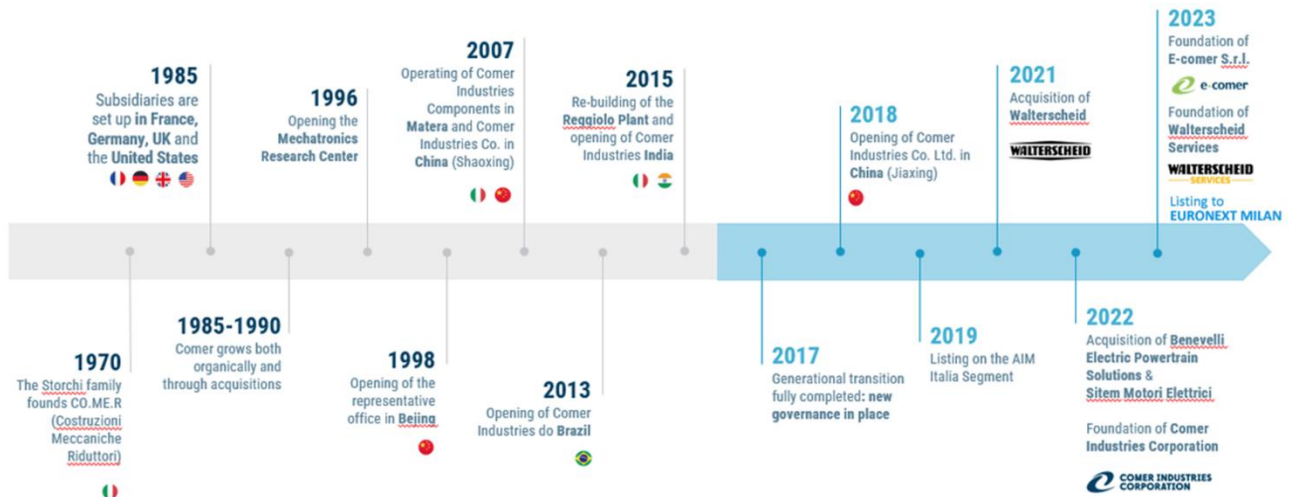 1970
The Storchi family
founds CO.ME.R
(Costruzioni
Meccaniche
Riduttori)
1985
Subsidiaries are
set up in France,
Germany, UK and
the United States
1985-1990
Comer grows both
organically and
through acquisitions
1996
Opening the
Mechatronics
Research Center
1998
Opening of the
representative
office in Bejing
2007
Operating of Comer
Industries
Components in
Matera and Comer
Industries Co. in
China (Shaoxing)
2013
Opening of Comer
Industries do Brazil
2015
Re-building of the
Reggiolo Plant and
opening of Comer
Industries India
2017
Generational transition
fully completed: new
governance in place
2018
Opening of Comer
Industries Co. Ltd. in
China (Jiaxing)
2019
Listing on the AIM
Italia Segment
2021
Acquisition of
Walterscheid
WALTERSCHEID
2022
Acquisition of Benevelli
Electric Powertrain
Solutions &
Sitem Motori Elettrici
Foundation of Comer
Industries Corporation
COMER INDUSTRIES
CORPORATION
2023
Foundation of
E-comer S.r.l.
e-comer
Foundation of
Walterscheid
Services
WALTERSCHEID
SERVICES
Listing to
EURONEXT MILAN